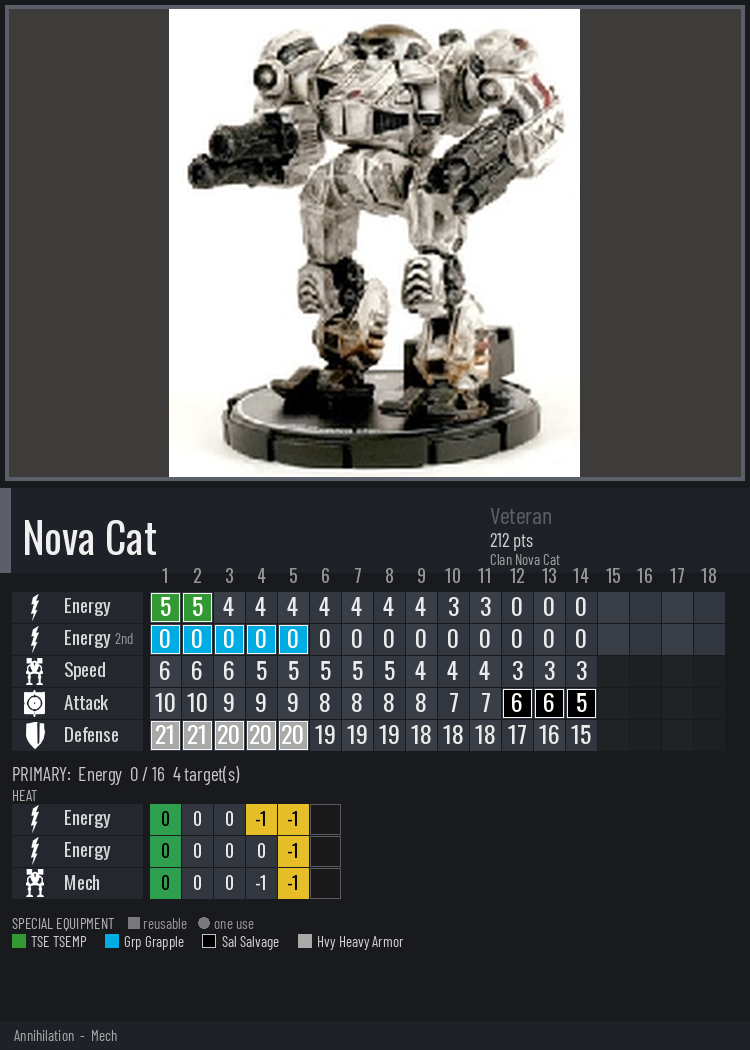 Nova Cat
Veteran
212 pts
Clan Nova Cat
1 2 3 4 5 6 7 8 9 10 11 12 13 14 15 16 17 18
Energy 5 5 4 4 4 4 4 4 4 3 3 0 0 0
Energy 2nd 0 0 0 0 0 0 0 0 0 0 0 0 0 0
Speed 6 6 6 5 5 5 5 5 4 4 4 3 3 3
Attack 10 10 9 9 9 8 8 8 8 7 7 6 6 5
Defense 21 21 20 20 20 19 19 19 18 18 18 17 16 15
PRIMARY: Energy 0 / 16 4 target(s)
HEAT
Energy 0 0 0 -1 -1
Energy 0 0 0 0 -1
Mech 0 0 0 -1 -1
SPECIAL EQUIPMENT reusable one use
TSE TSEMP Grp Grapple Sal Salvage Hvy Heavy Armor
Annihilation - Mech